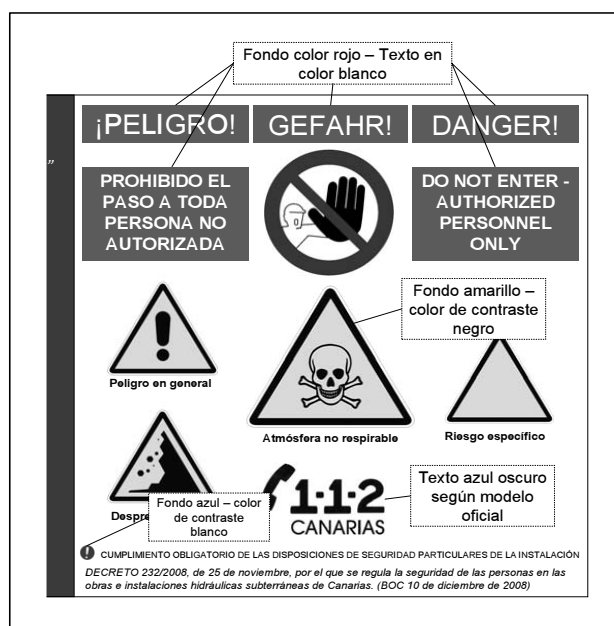 Fondo color rojo – Texto en
color blanco
¡PELIGRO!
GEFAHR!
DANGER!
”
PROHIBIDO EL
PASO A TODA
PERSONA NO
AUTORIZADA
DO NOT ENTER -
AUTHORIZED
PERSONNEL
ONLY
Fondo amarillo –
color de contraste
negro
Peligro en general
Atmósfera no respirable
Riesgo específico
Fondo azul – color
de contraste
blanco
1-1-2
CANARIAS
Texto azul oscuro
según modelo
oficial
CUMPLIMIENTO OBLIGATORIO DE LAS DISPOSICIONES DE SEGURIDAD PARTICULARES DE LA INSTALACIÓN
DECRETO 232/2008, de 25 de noviembre, por el que se regula la seguridad de las personas en las
obras e instalaciones hidráulicas subterráneas de Canarias. (BOC 10 de diciembre de 2008)